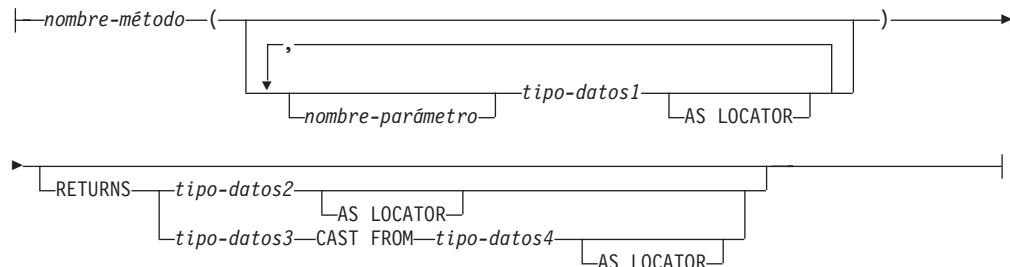 nombre-método ( )
,
nombre-parámetro tipo-datos1 AS LOCATOR
RETURNS tipo-datos2 AS LOCATOR
tipo-datos3 CAST FROM tipo-datos4 AS LOCATOR